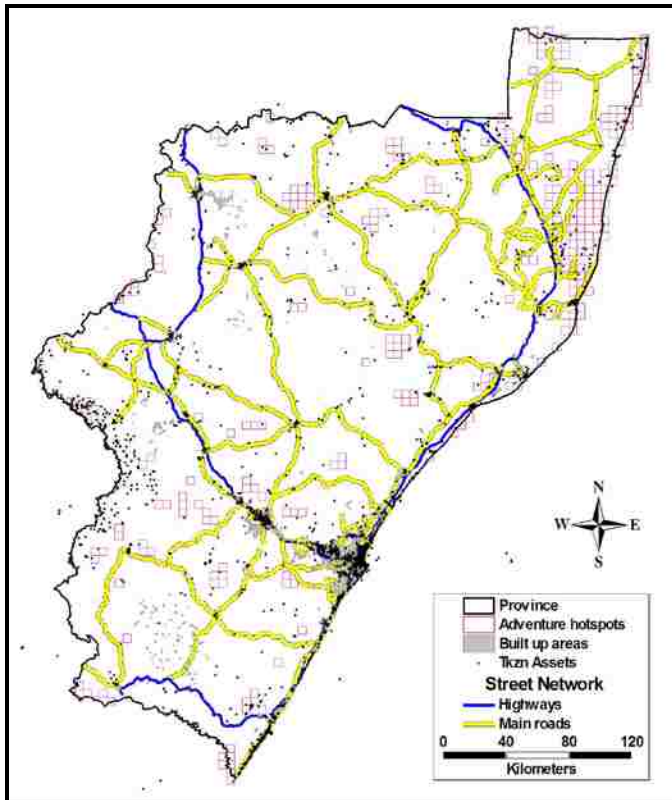 N
W E
S
Province
Adventure hotspots
Built up areas
Tkzn Assets
Street Network
Highways
Main roads
0 40 80 120
Kilometers